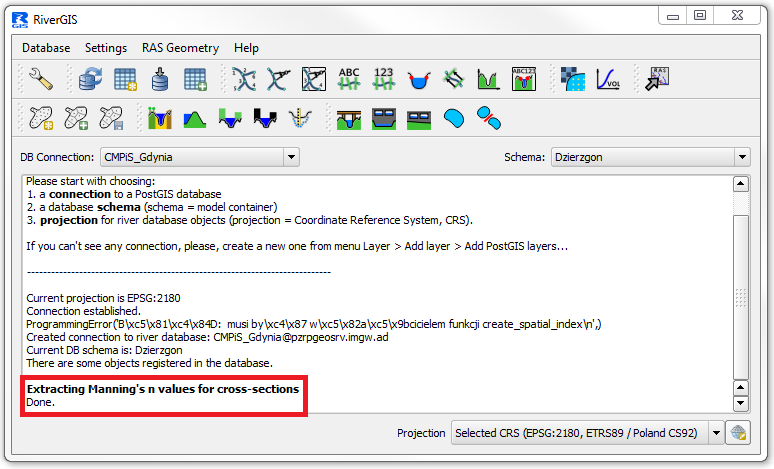 RiverGIS
Database Settings RAS Geometry Help
ABC 123 ABC123 VOL RAS
DB Connection: CMPiS_Gdynia Schema: Dzierzgon
Please start with choosing:
1. a connection to a PostGIS database
2. a database schema (schema = model container)
3. projection for river database objects (projection = Coordinate Reference System, CRS).
If you can't see any connection, please, create a new one from menu Layer > Add layer > Add PostGIS layers...
----------------------------------------------------------------------------
Current projection is EPSG:2180
Connection established.
ProgrammingError('B\xc5\x81\xc4\x84D:  musi by\xc4\x87 w\xc5\x82a\xc5\x9bcicielem funkcji create_spatial_index\n',)
Created connection to river database: CMPiS_Gdynia@pzrpgeosrv.imgw.ad
Current DB schema is: Dzierzgon
There are some objects registered in the database.
Extracting Manning's n values for cross-sections
Done.
Projection Selected CRS (EPSG:2180, ETRS89 / Poland CS92)